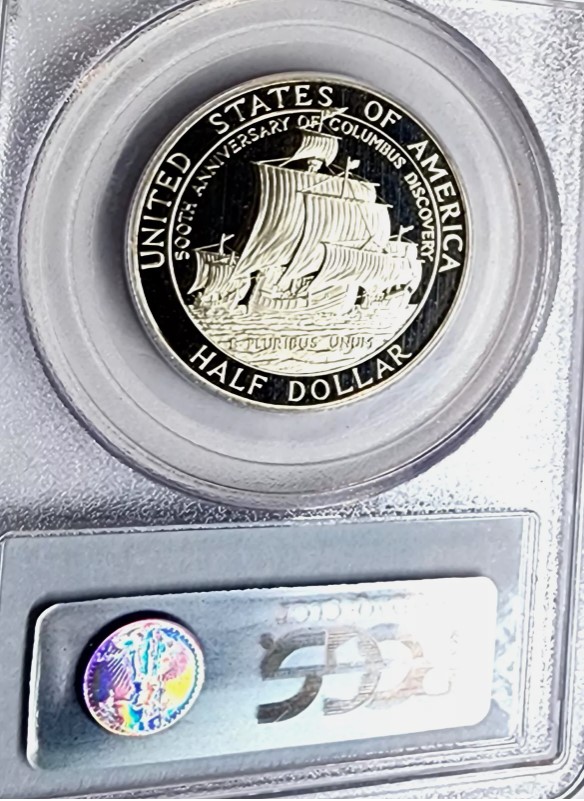 UNITED STATES OF AMERICA
500TH ANNIVERSARY OF COLUMBUS DISCOVERY
E PLURIBUS UNUM
HALF DOLLAR